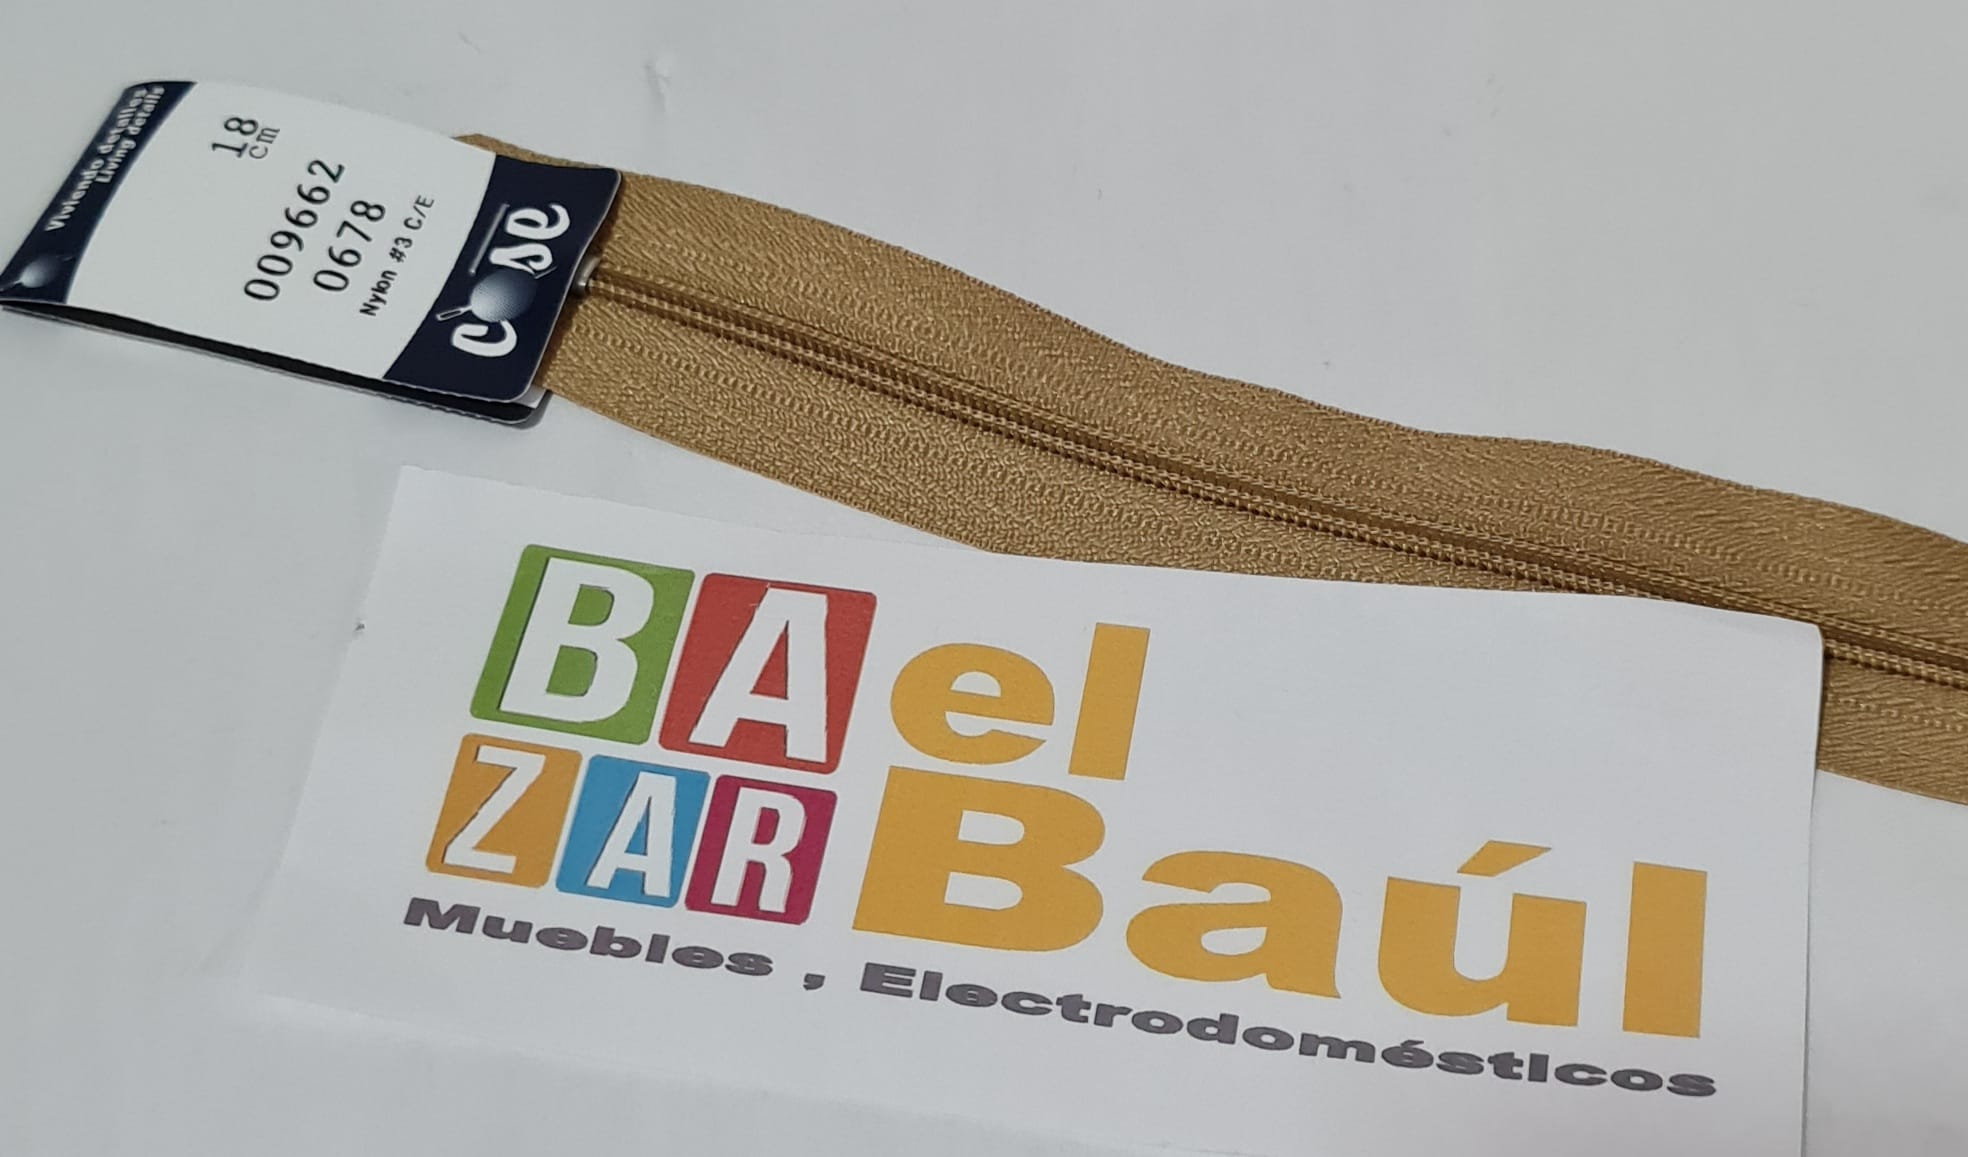 Viviendo detalles
Living details
18
cm
009662
0678
Nylon #3 C/E
cose
BA el
ZAR Baúl
Muebles , Electrodomésticos